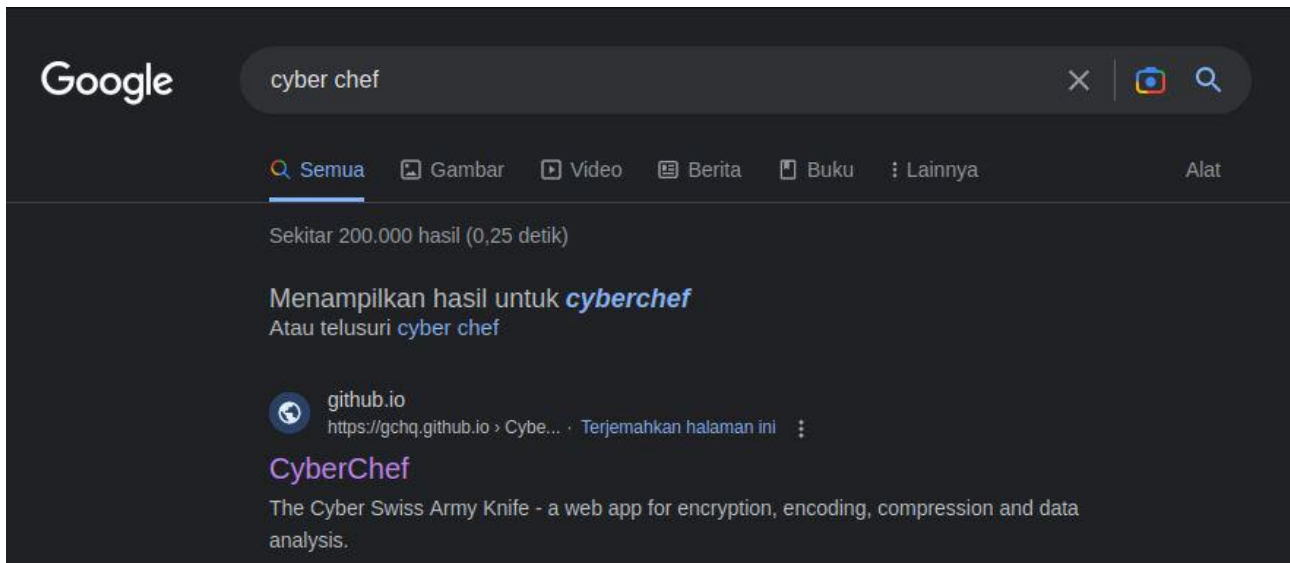 Google
cyber chef
Semua Gambar Video Berita Buku Lainnya Alat
Sekitar 200.000 hasil (0,25 detik)
Menampilkan hasil untuk cyberchef
Atau telusuri cyber chef
github.io
https://gchq.github.io › Cybe... · Terjemahkan halaman ini
CyberChef
The Cyber Swiss Army Knife - a web app for encryption, encoding, compression and data
analysis.